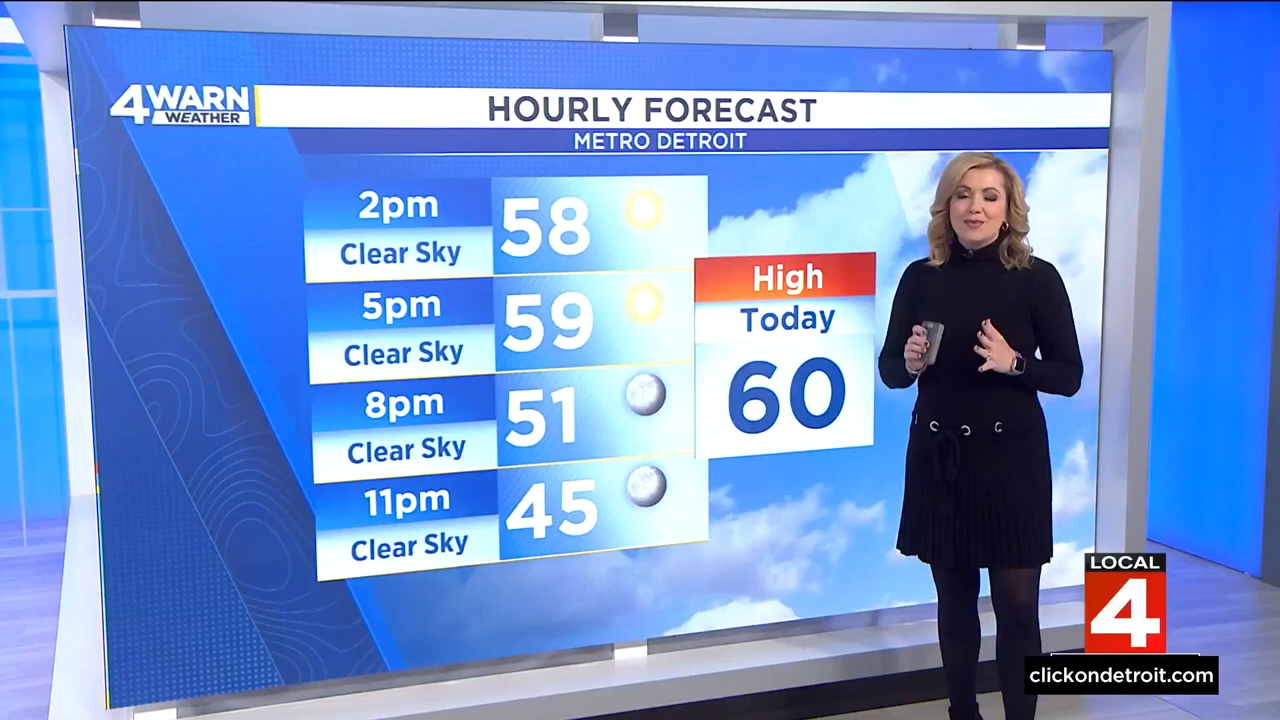 4WARN
WEATHER
HOURLY FORECAST
METRO DETROIT
2pm
Clear Sky
58
5pm
Clear Sky
59
8pm
Clear Sky
51
11pm
Clear Sky
45
High
Today
60
LOCAL
4
clickondetroit.com